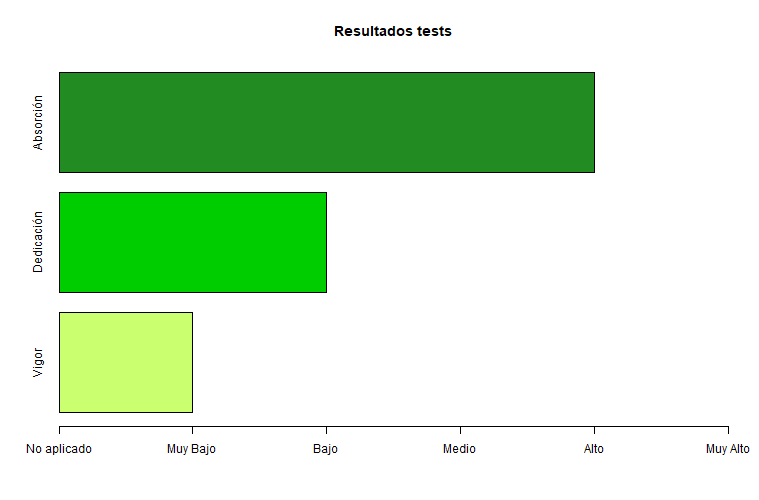 Resultados tests
Absorción
Dedicación
Vigor
No aplicado Muy Bajo Bajo Medio Alto Muy Alto